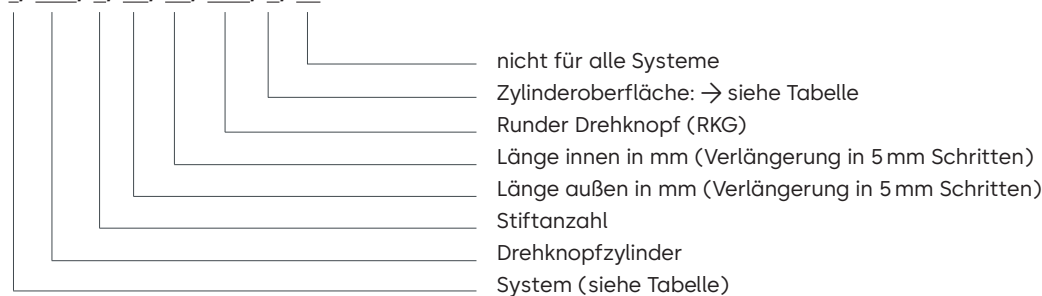 nicht für alle Systeme
Zylinderoberfläche: → siehe Tabelle
Runder Drehknopf (RKG)
Länge innen in mm (Verlängerung in 5 mm Schritten)
Länge außen in mm (Verlängerung in 5 mm Schritten)
Stiftanzahl
Drehknopfzylinder
System (siehe Tabelle)